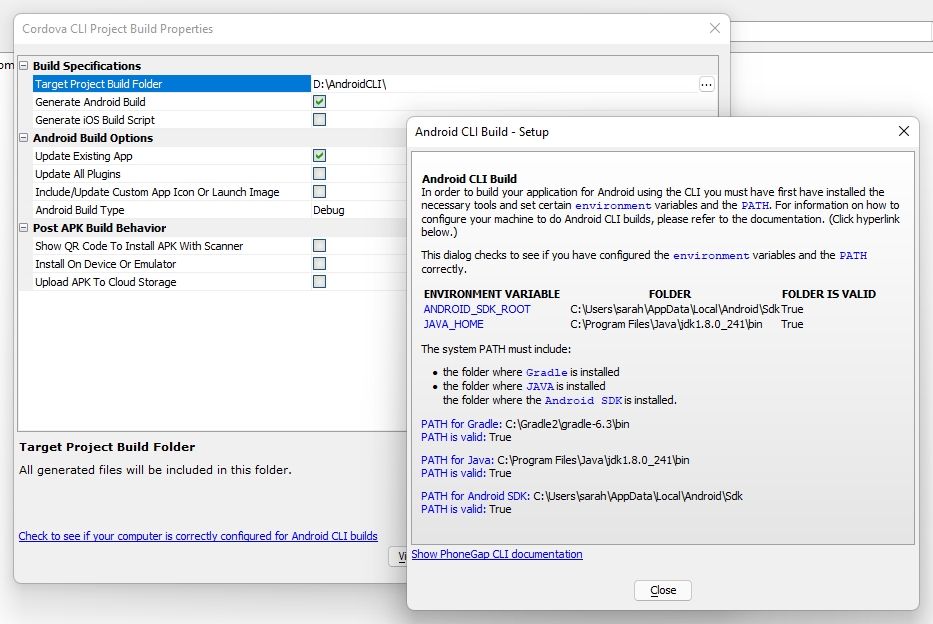 Cordova CLI Project Build Properties
om
Build Specifications
Target Project Build Folder D:\AndroidCLI\ ...
Generate Android Build
Generate iOS Build Script
Android Build Options
Update Existing App
Update All Plugins
Include/Update Custom App Icon Or Launch Image
Android Build Type Debug
Post APK Build Behavior
Show QR Code To Install APK With Scanner
Install On Device Or Emulator
Upload APK To Cloud Storage
Target Project Build Folder
All generated files will be included in this folder.
Check to see if your computer is correctly configured for Android CLI builds
Vi
Android CLI Build - Setup
Android CLI Build
In order to build your application for Android using the CLI you must have first have installed the
necessary tools and set certain environment variables and the PATH. For information on how to
configure your machine to do Android CLI builds, please refer to the documentation. (Click hyperlink
below.)
This dialog checks to see if you have configured the environment variables and the PATH
correctly.
ENVIRONMENT VARIABLE FOLDER FOLDER IS VALID
ANDROID_SDK_ROOT C:\Users\sarah\AppData\Local\Android\Sdk True
JAVA_HOME C:\Program Files\Java\jdk1.8.0_241\bin True
The system PATH must include:
• the folder where Gradle is installed
• the folder where JAVA is installed
the folder where the Android SDK is installed.
PATH for Gradle: C:\Gradle2\gradle-6.3\bin
PATH is valid: True
PATH for Java: C:\Program Files\Java\jdk1.8.0_241\bin
PATH is valid: True
PATH for Android SDK: C:\Users\sarah\AppData\Local\Android\Sdk
PATH is valid: True
Show PhoneGap CLI documentation
Close